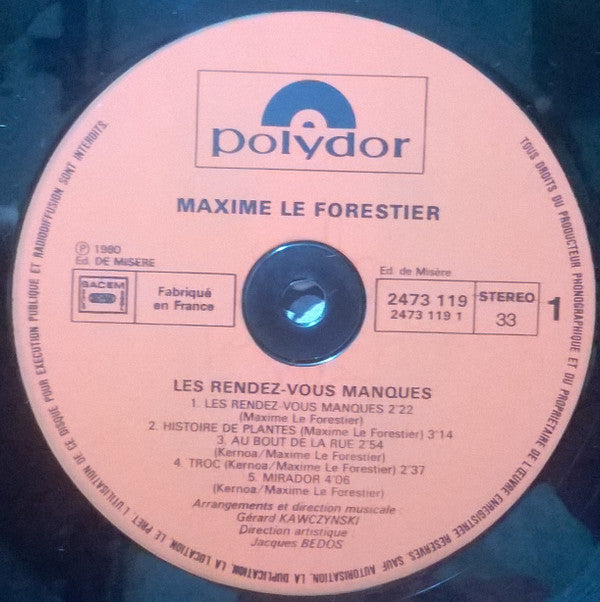 polydor
MAXIME LE FORESTIER
℗ 1980
Ed. DE MISERE
SACEM
Fabriqué
en France
Ed. de Misère
2473 119
2473 119 1
STEREO
33
1
LES RENDEZ-VOUS MANQUES
1. LES RENDEZ-VOUS MANQUES 2'22
(Maxime Le Forestier)
2. HISTOIRE DE PLANTES (Maxime Le Forestier) 3'14
3. AU BOUT DE LA RUE 2'54
(Kernoa/Maxime Le Forestier)
4. TROC (Kernoa/Maxime Le Forestier) 2'37
5. MIRADOR 4'06
(Kernoa/Maxime Le Forestier)
Arrangements et direction musicale :
Gérard KAWCZYNSKI
Direction artistique :
Jacques BEDOS
TOUS DROITS DU PRODUCTEUR PHONOGRAPHIQUE ET DU PROPRIETAIRE DE L'ŒUVRE ENREGISTREE RESERVES. SAUF AUTORISATION, LA DUPLICATION, LA LOCATION, LE PRET, L'UTILISATION DE CE DISQUE POUR EXECUTION PUBLIQUE ET RADIODIFFUSION SONT INTERDITS.